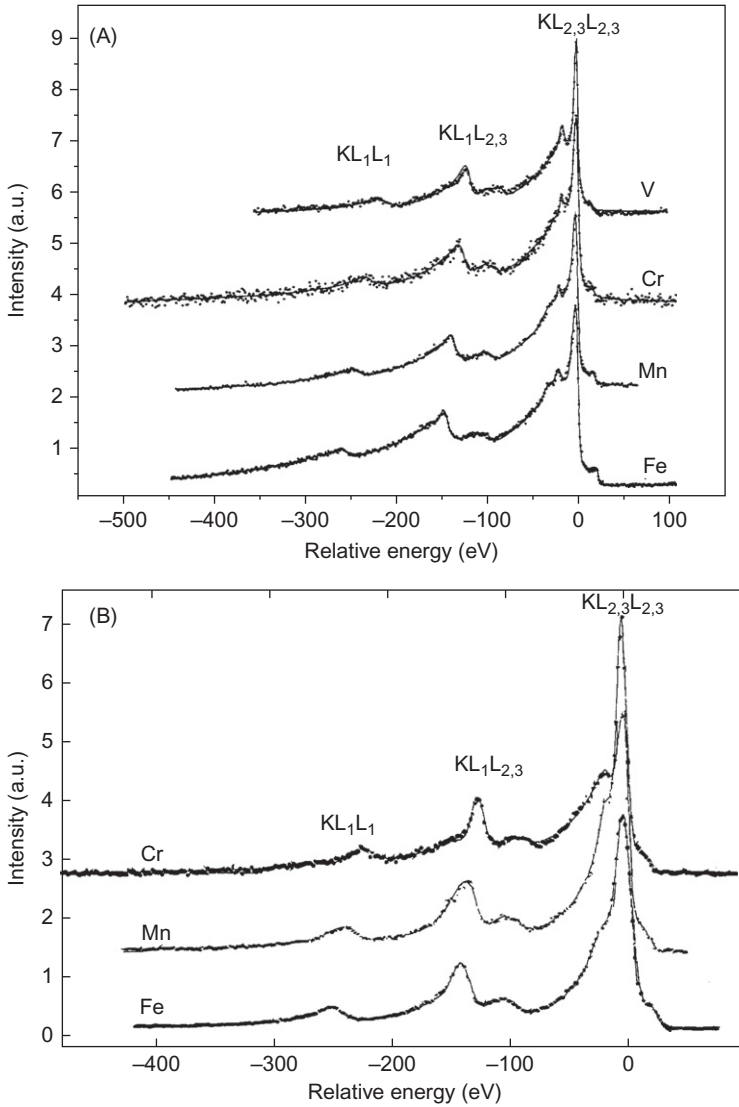 (A)
KL2,3L2,3
KL1L2,3
KL1L1
V
Cr
Mn
Fe
9
8
7
6
5
4
3
2
1
Intensity (a.u.)
–500 –400 –300 –200 –100 0 100
Relative energy (eV)
(B)
KL2,3L2,3
KL1L2,3
KL1L1
Cr
Mn
Fe
7
6
5
4
3
2
1
0
Intensity (a.u.)
–400 –300 –200 –100 0
Relative energy (eV)